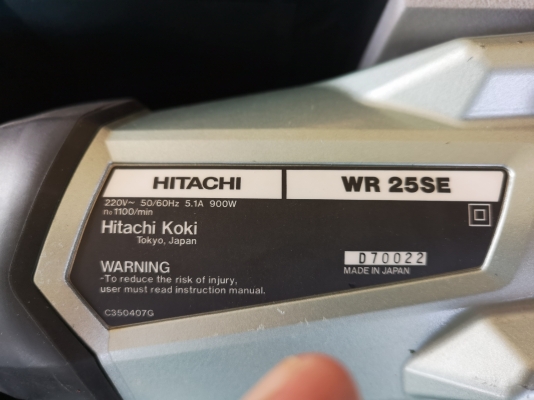 HITACHI
WR 25SE
220V~ 50/60Hz 5.1A 900W
n₀1100/min
Hitachi Koki
Tokyo, Japan
D70022
MADE IN JAPAN
WARNING
-To reduce the risk of injury,
user must read instruction manual.
C350407G